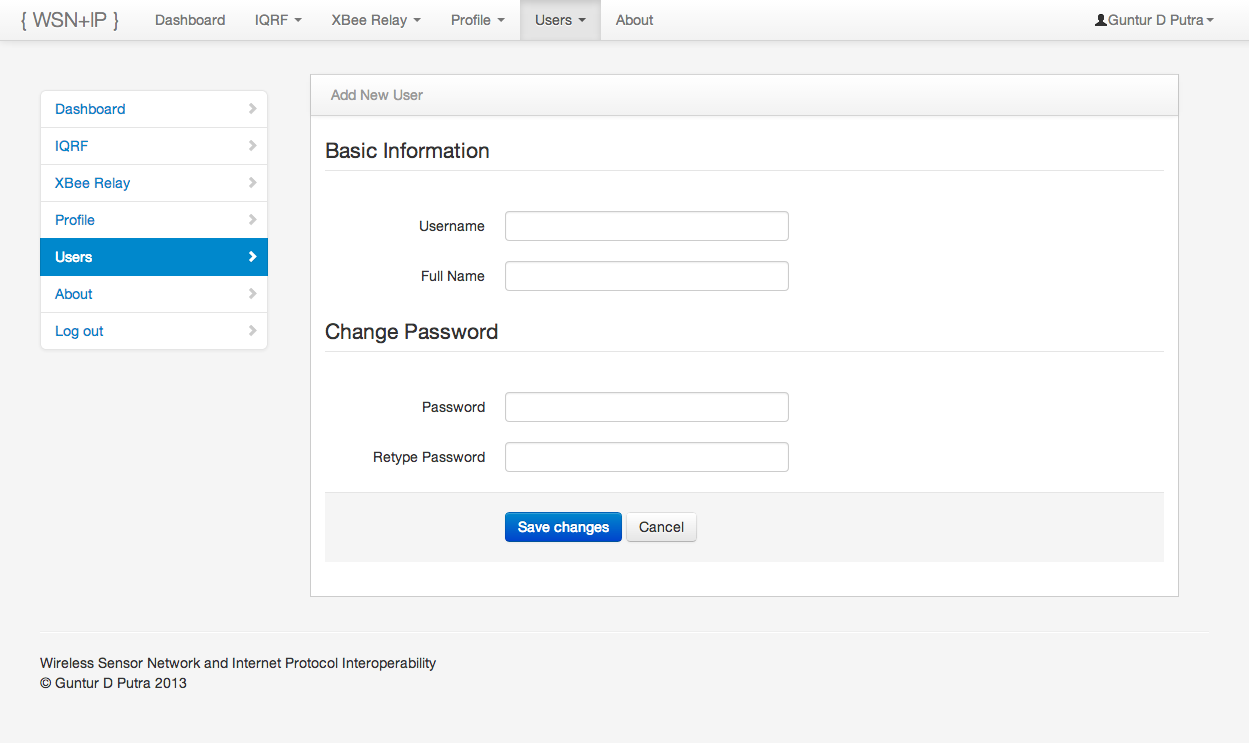 { WSN+IP } Dashboard IQRF XBee Relay Profile Users About Guntur D Putra
Dashboard
IQRF
XBee Relay
Profile
Users
About
Log out
Add New User
Basic Information
Username
Full Name
Change Password
Password
Retype Password
Save changes Cancel
Wireless Sensor Network and Internet Protocol Interoperability
© Guntur D Putra 2013